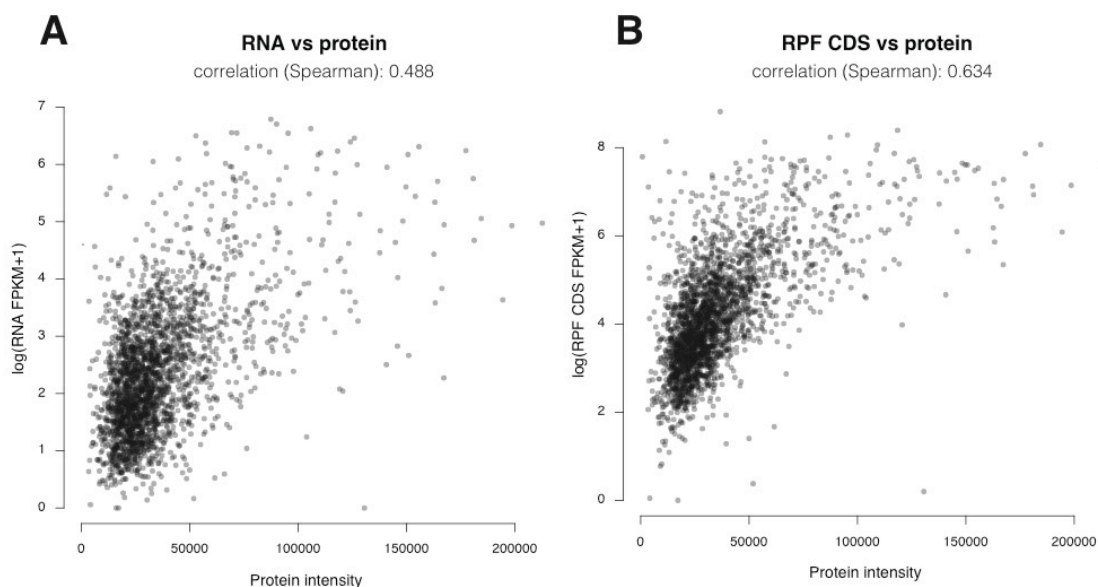 A
RNA vs protein
correlation (Spearman): 0.488
7
6
5
4
3
2
1
0
log(RNA FPKM+1)
0 50000 100000 150000 200000
Protein intensity
B
RPF CDS vs protein
correlation (Spearman): 0.634
8
6
4
2
0
log(RPF CDS FPKM+1)
0 50000 100000 150000 200000
Protein intensity